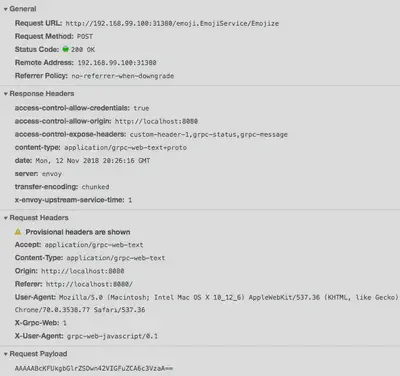 General
Request URL: http://192.168.99.100:31380/emoji.EmojiService/Emojize
Request Method: POST
Status Code: 200 OK
Remote Address: 192.168.99.100:31380
Referrer Policy: no-referrer-when-downgrade
Response Headers
access-control-allow-credentials: true
access-control-allow-origin: http://localhost:8080
access-control-expose-headers: custom-header-1,grpc-status,grpc-message
content-type: application/grpc-web-text+proto
date: Mon, 12 Nov 2018 20:26:16 GMT
server: envoy
transfer-encoding: chunked
x-envoy-upstream-service-time: 1
Request Headers
Provisional headers are shown
Accept: application/grpc-web-text
Content-Type: application/grpc-web-text
Origin: http://localhost:8080
Referer: http://localhost:8080/
User-Agent: Mozilla/5.0 (Macintosh; Intel Mac OS X 10_12_6) AppleWebKit/537.36 (KHTML, like Gecko)
Chrome/70.0.3538.77 Safari/537.36
X-Grpc-Web: 1
X-User-Agent: grpc-web-javascript/0.1
Request Payload
AAAAABcKFUkgbGlrZSDwn42VIGFuZCA6c3VzaA==